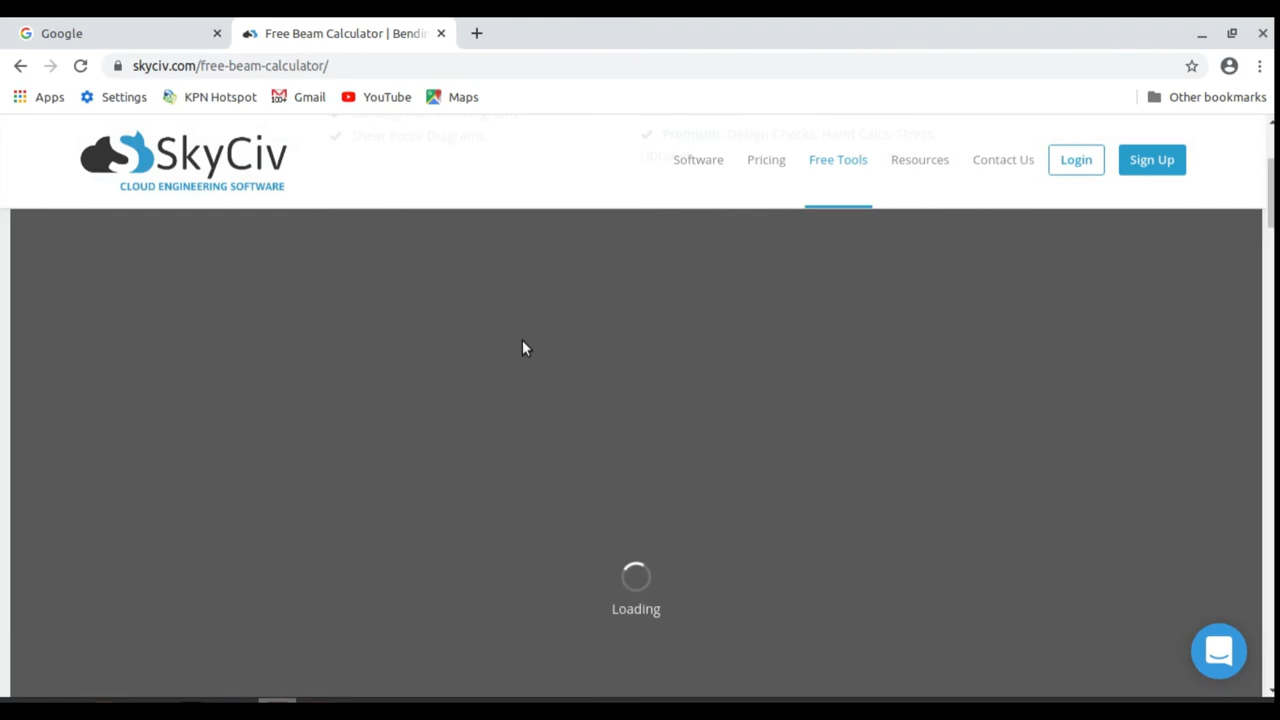 Google
Free Beam Calculator | Bendin
skyciv.com/free-beam-calculator/
Apps Settings KPN Hotspot Gmail YouTube Maps Other bookmarks
Shear Force Diagrams
Premium: Design Checks, Hand Calcs, Stress,
SkyCiv
CLOUD ENGINEERING SOFTWARE
Software Pricing Free Tools Resources Contact Us Login Sign Up
Loading